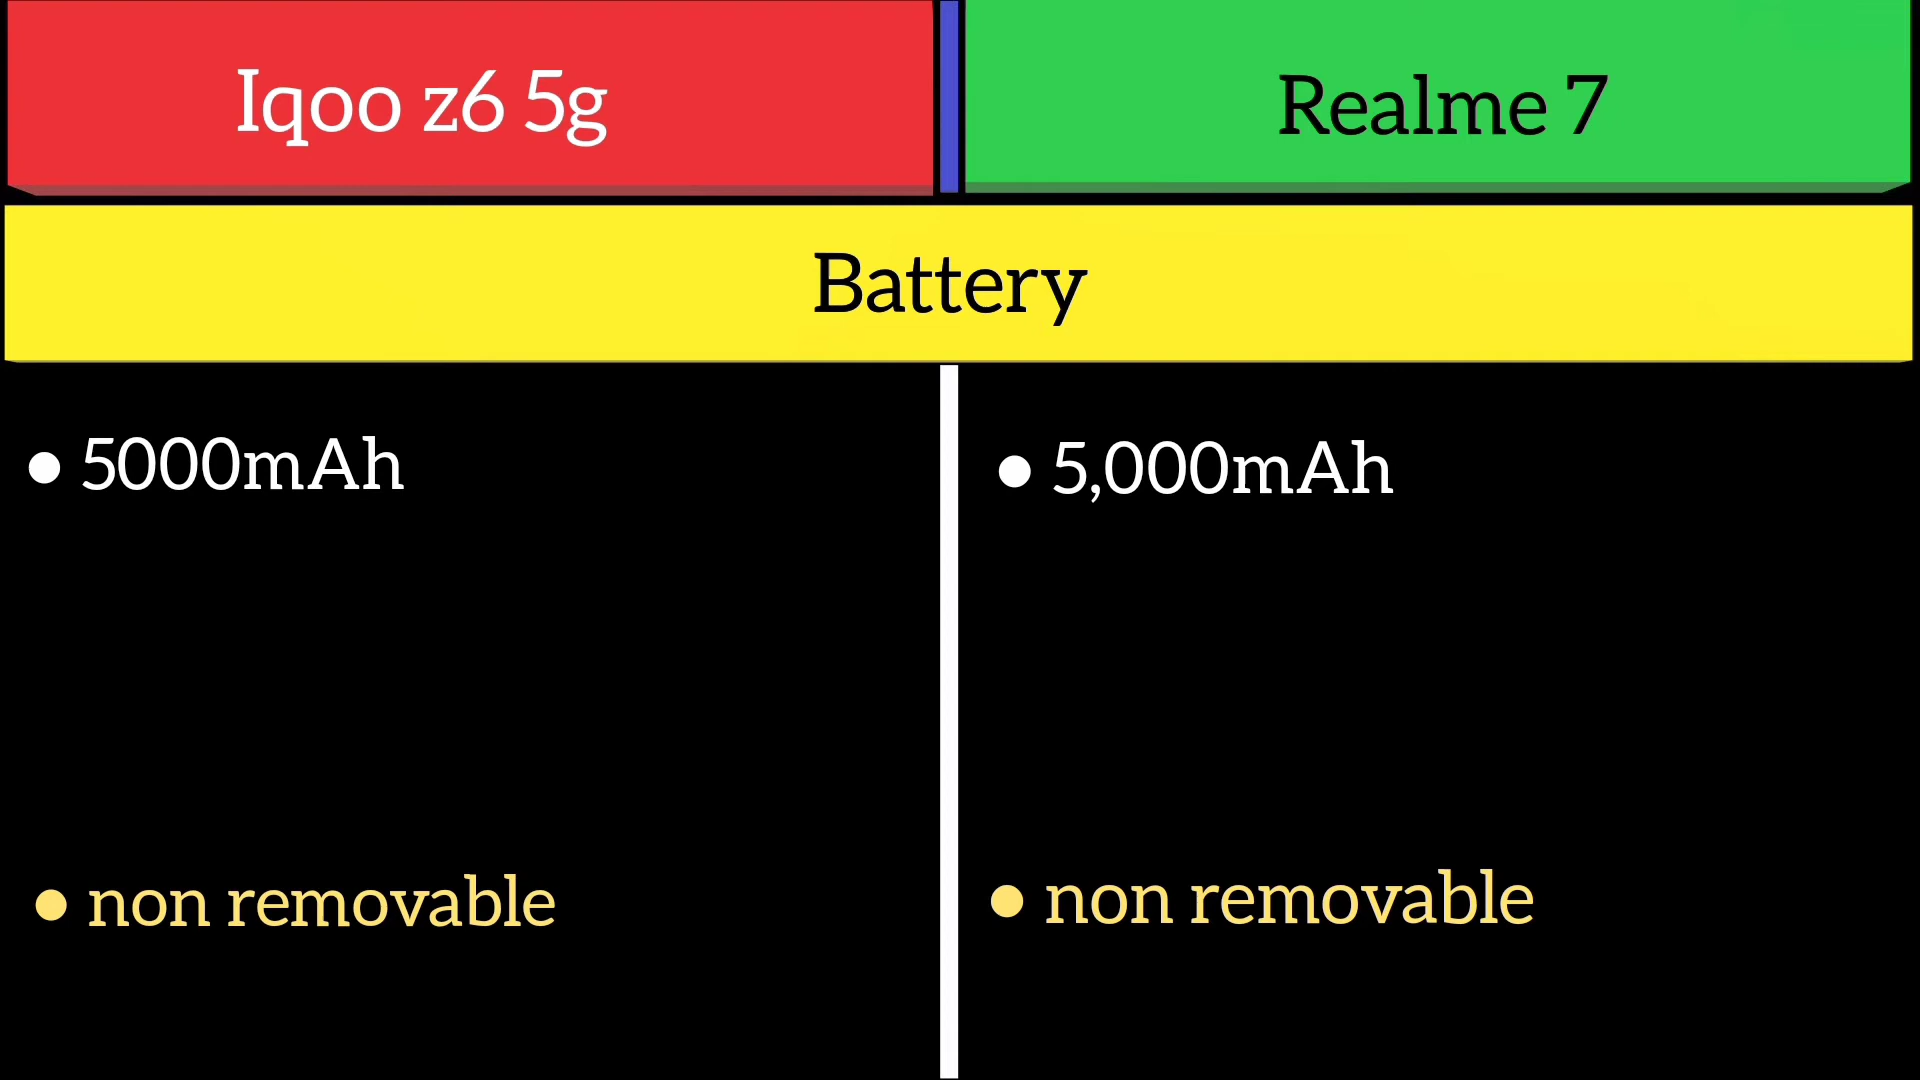 Iqoo z6 5g
Realme 7
Battery
● 5000mAh
● 5,000mAh
● non removable
● non removable